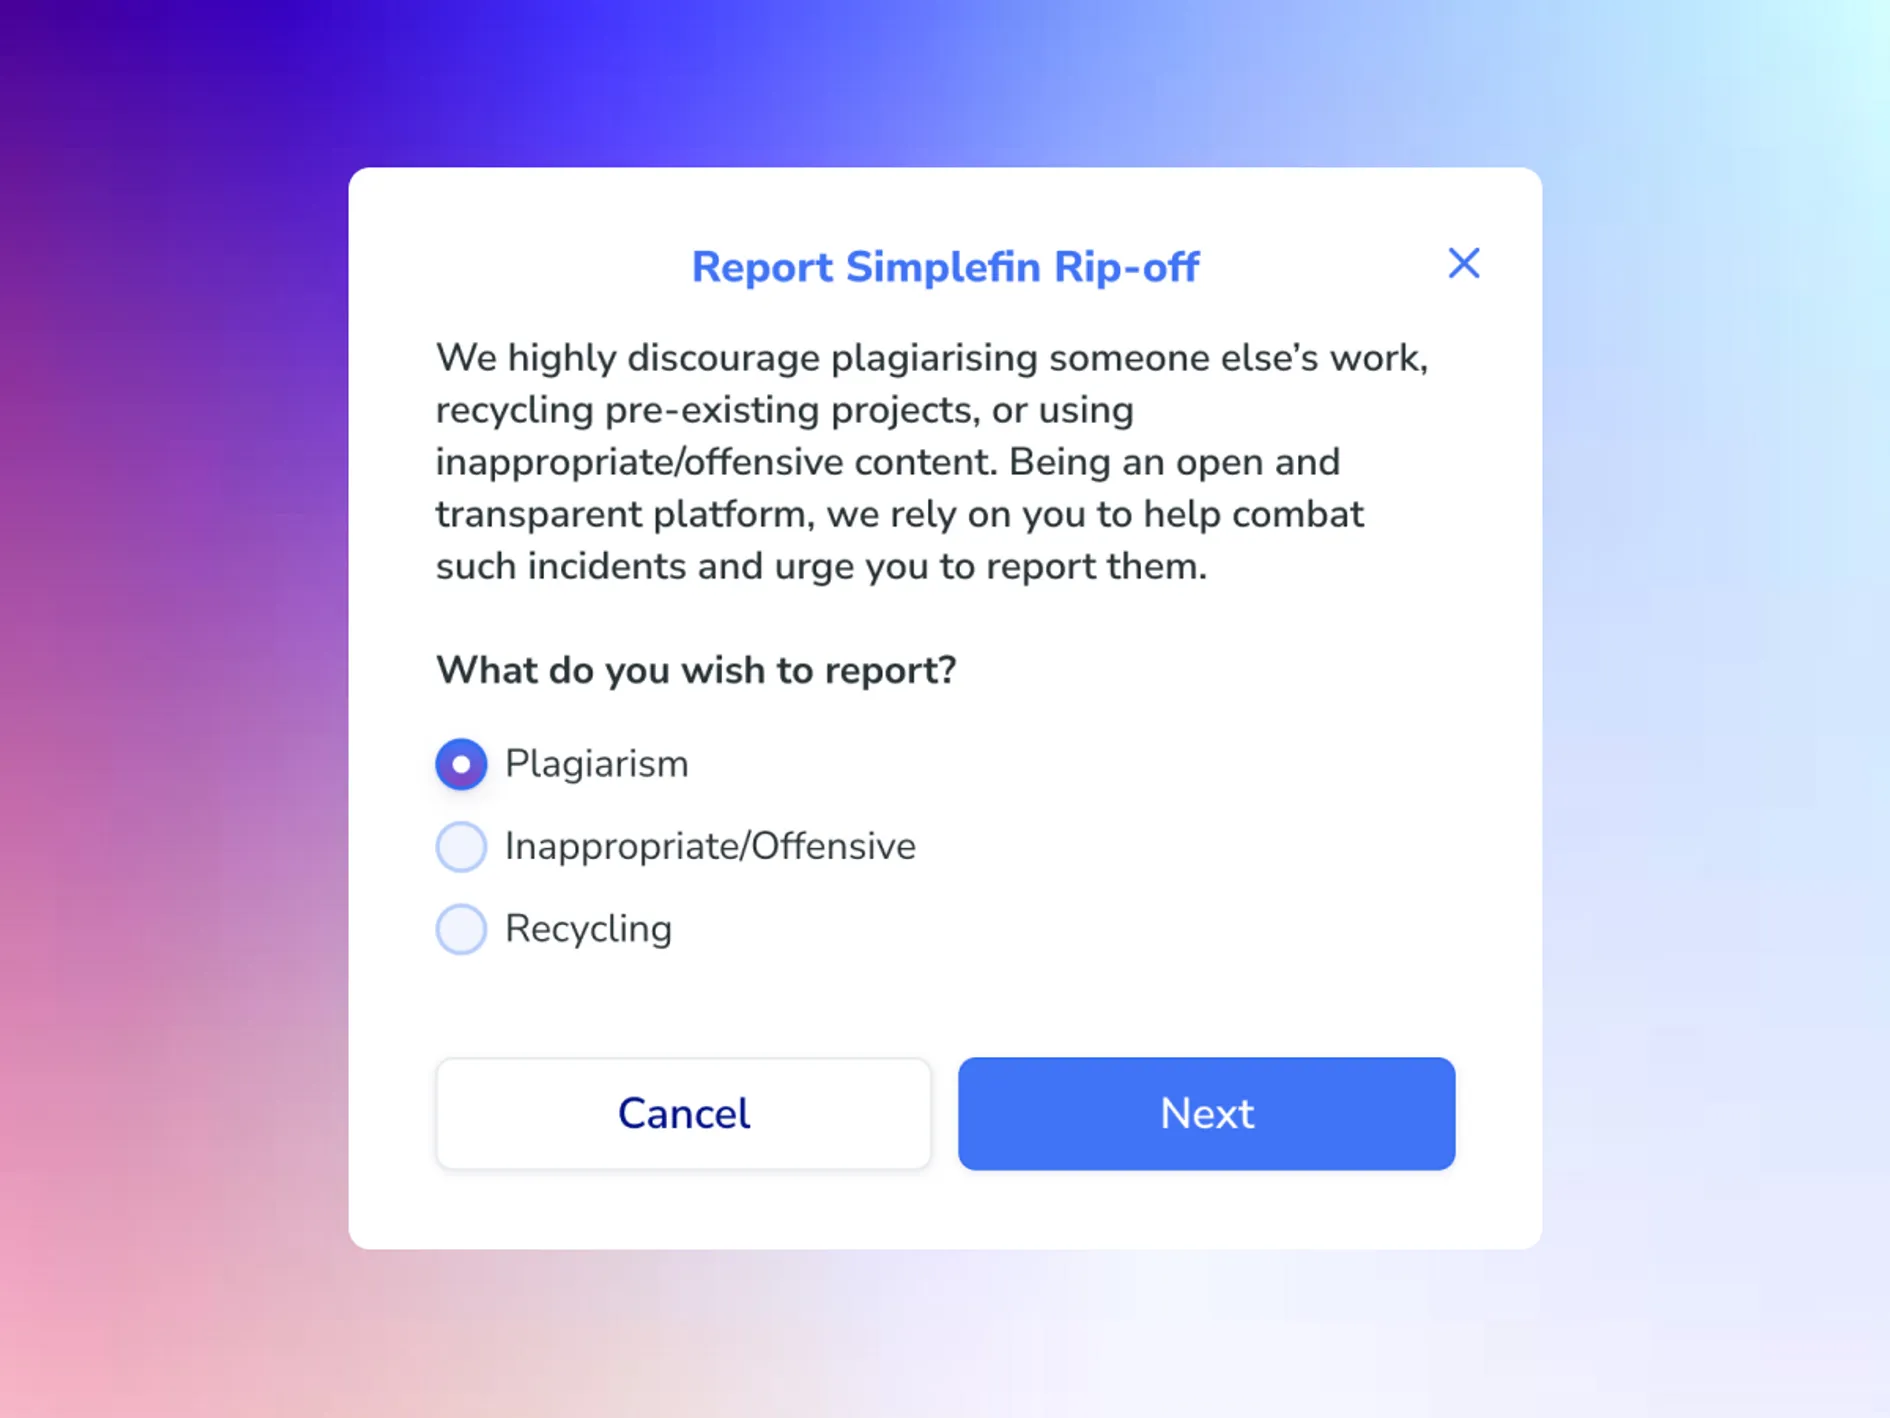 Report Simplefin Rip-off
We highly discourage plagiarising someone else’s work,
recycling pre-existing projects, or using
inappropriate/offensive content. Being an open and
transparent platform, we rely on you to help combat
such incidents and urge you to report them.
What do you wish to report?
Plagiarism
Inappropriate/Offensive
Recycling
Cancel
Next